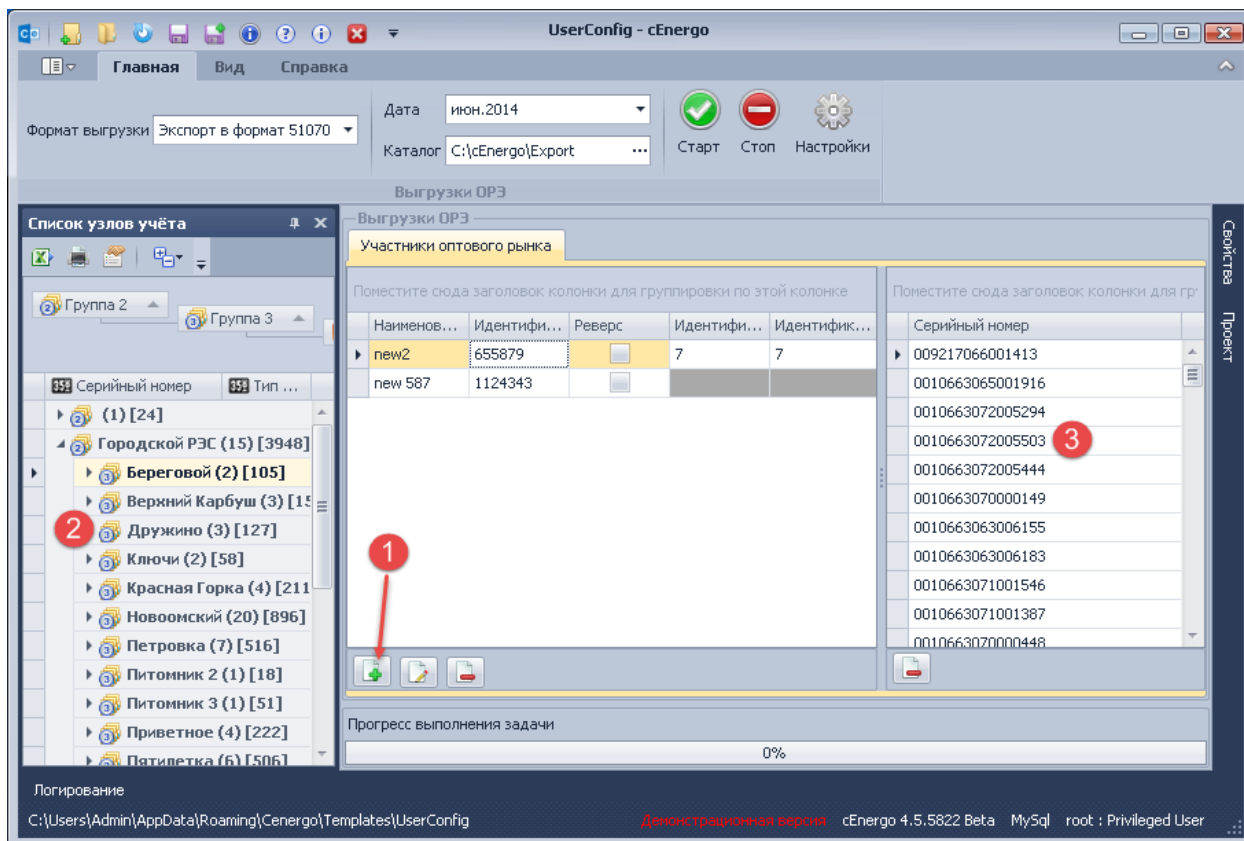 UserConfig - cEnergo
Главная Вид Справка
Формат выгрузки Экспорт в формат 51070
Дата июн.2014
Каталог C:\cEnergo\Export ...
Старт Стоп Настройки
Выгрузки ОРЭ
Список узлов учёта
Группа 2
Группа 3
Серийный номер Тип ...
(1) [24]
Городской РЭС (15) [3948]
Береговой (2) [105]
Верхний Карбуш (3) [15
2 Дружино (3) [127]
Ключи (2) [58]
Красная Горка (4) [211
Новоомский (20) [896]
Петровка (7) [516]
Питомник 2 (1) [18]
Питомник 3 (1) [51]
Приветное (4) [222]
Пятилетка (6) [506]
Выгрузки ОРЭ
Участники оптового рынка
Поместите сюда заголовок колонки для группировки по этой колонке
Наименов... Идентифи... Реверс Идентифи... Идентифик...
new2 655879 7 7
new 587 1124343
1
Поместите сюда заголовок колонки для гр
Серийный номер
009217066001413
0010663065001916
0010663072005294
0010663072005503 3
0010663072005444
0010663070000149
0010663063006155
0010663063006183
0010663071001546
0010663071001387
0010663070000448
Прогресс выполнения задачи
0%
Свойства
Проект
Логирование
C:\Users\Admin\AppData\Roaming\Cenergo\Templates\UserConfig Демонстрационная версия cEnergo 4.5.5822 Beta MySql root : Privileged User